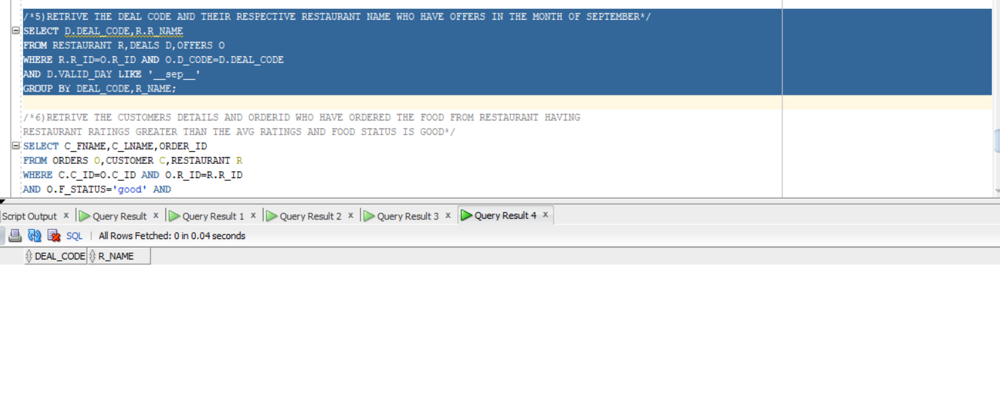 /*5)RETRIVE THE DEAL CODE AND THEIR RESPECTIVE RESTAURANT NAME WHO HAVE OFFERS IN THE MONTH OF SEPTEMBER*/
SELECT D.DEAL_CODE,R.R_NAME
FROM RESTAURANT R,DEALS D,OFFERS O
WHERE R.R_ID=O.R_ID AND O.D_CODE=D.DEAL_CODE
AND D.VALID_DAY LIKE '__sep__'
GROUP BY DEAL_CODE,R_NAME;
/*6)RETRIVE THE CUSTOMERS DETAILS AND ORDERID WHO HAVE ORDERED THE FOOD FROM RESTAURANT HAVING
RESTAURANT RATINGS GREATER THAN THE AVG RATINGS AND FOOD STATUS IS GOOD*/
SELECT C_FNAME,C_LNAME,ORDER_ID
FROM ORDERS O,CUSTOMER C,RESTAURANT R
WHERE C.C_ID=O.C_ID AND O.R_ID=R.R_ID
AND O.F_STATUS='good' AND
Script Output x Query Result x Query Result 1 x Query Result 2 x Query Result 3 x Query Result 4 x
SQL | All Rows Fetched: 0 in 0.04 seconds
DEAL_CODE R_NAME